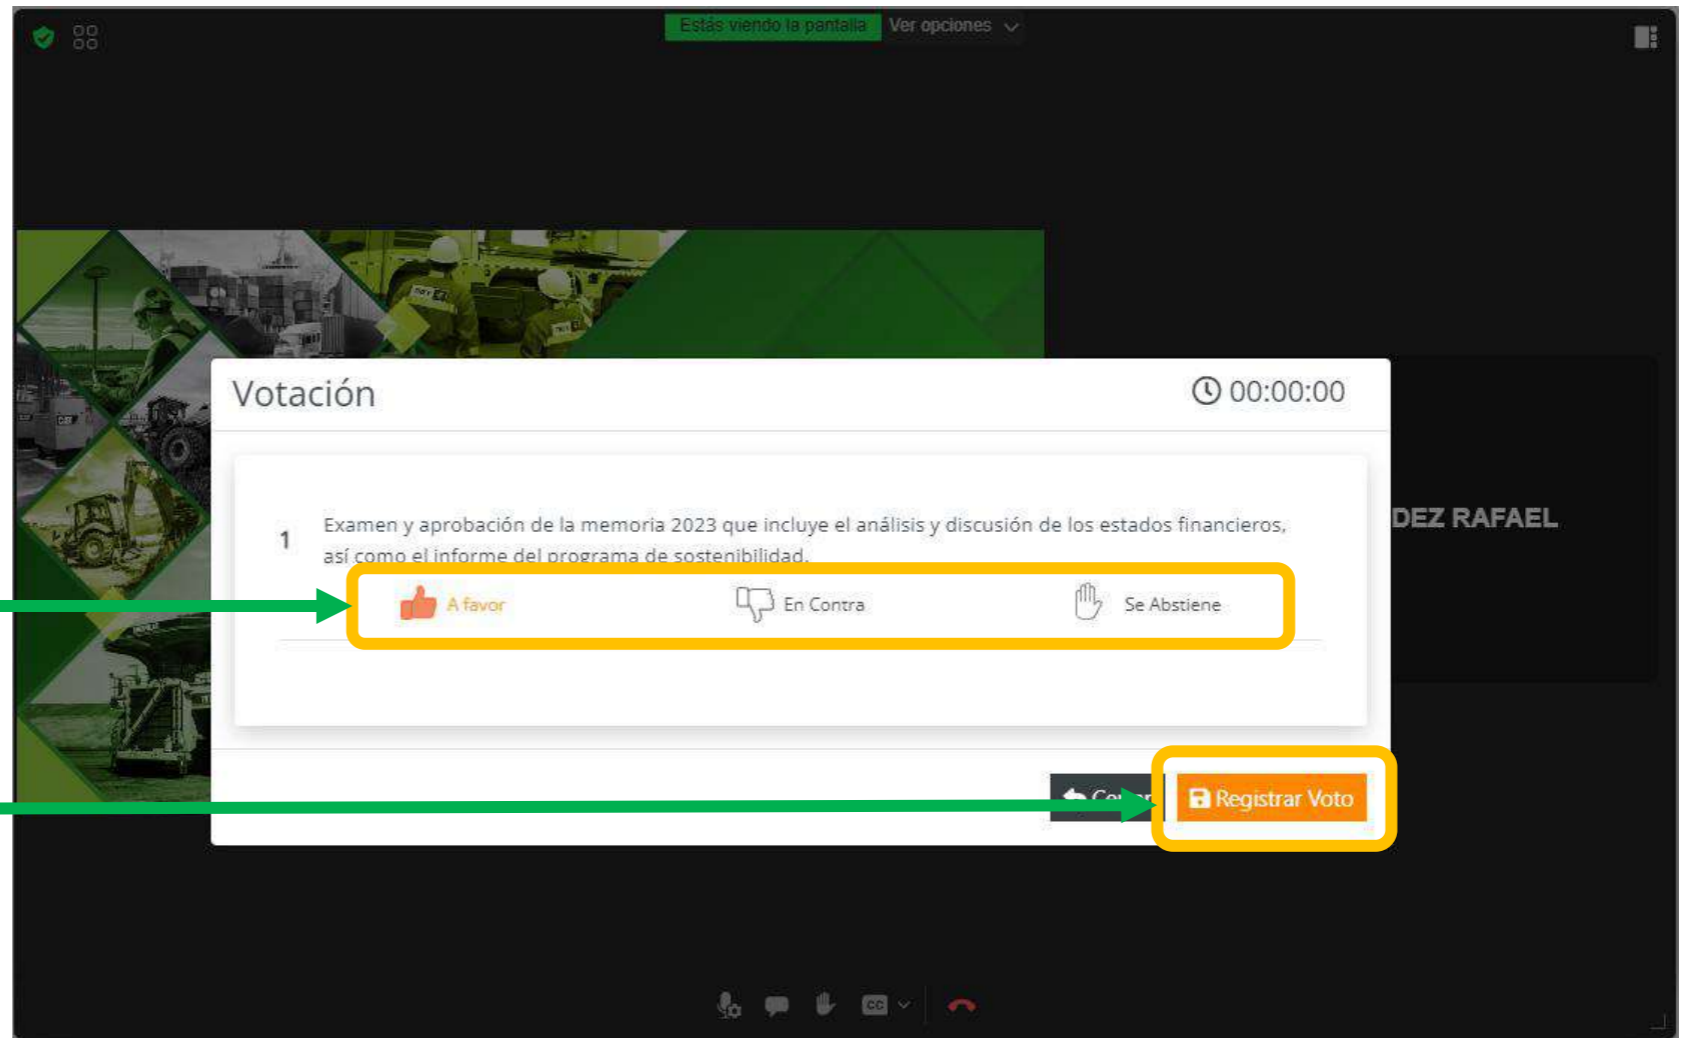 Estás viendo la pantalla Ver opciones
Votación 00:00:00
1 Examen y aprobación de la memoria 2023 que incluye el análisis y discusión de los estados financieros,
así como el informe del programa de sostenibilidad.
A favor En Contra Se Abstiene
DEZ RAFAEL
Registrar Voto
CC